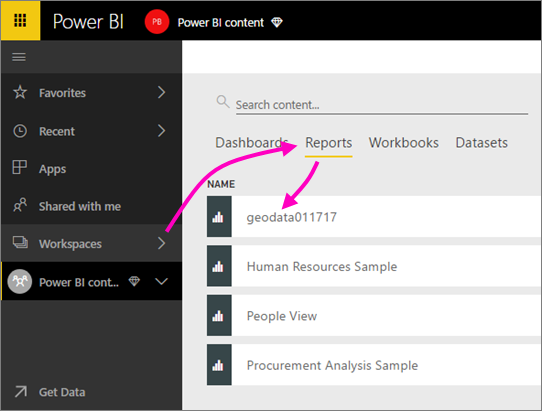 Power BI
PB
Power BI content
Favorites
Recent
Apps
Shared with me
Workspaces
Power BI cont...
Get Data
Search content...
Dashboards Reports Workbooks Datasets
NAME
geodata011717
Human Resources Sample
People View
Procurement Analysis Sample